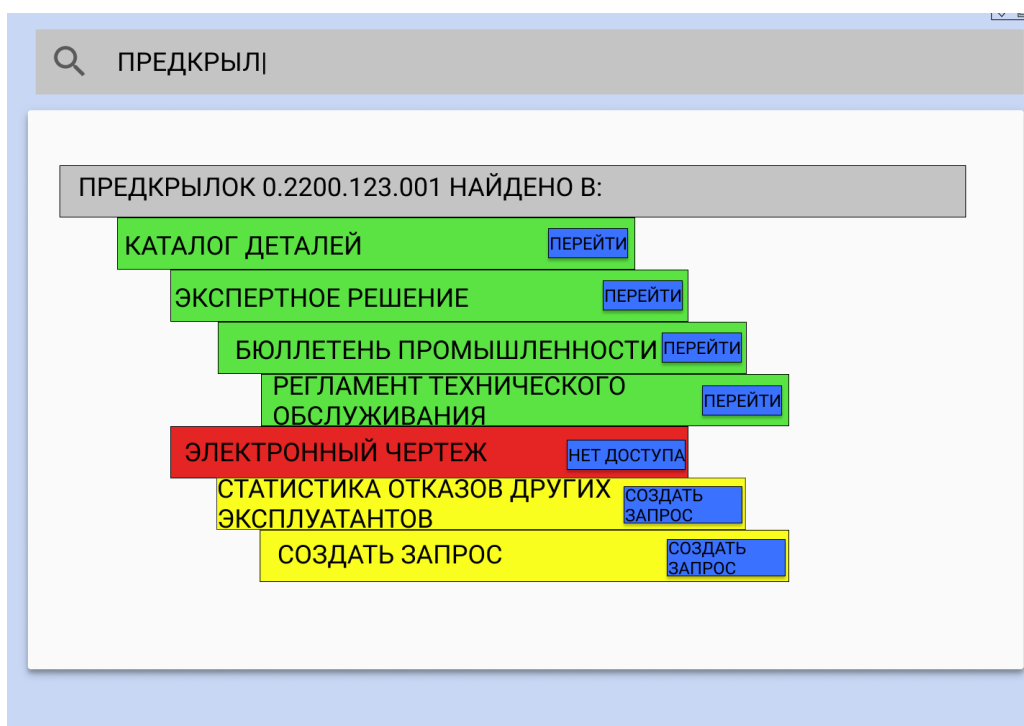 ПРЕДКРЫЛ
ПРЕДКРЫЛОК 0.2200.123.001 НАЙДЕНО В:
КАТАЛОГ ДЕТАЛЕЙ
ПЕРЕЙТИ
ЭКСПЕРТНОЕ РЕШЕНИЕ
ПЕРЕЙТИ
БЮЛЛЕТЕНЬ ПРОМЫШЛЕННОСТИ
ПЕРЕЙТИ
РЕГЛАМЕНТ ТЕХНИЧЕСКОГО
ОБСЛУЖИВАНИЯ
ПЕРЕЙТИ
ЭЛЕКТРОННЫЙ ЧЕРТЕЖ
НЕТ ДОСТУПА
СТАТИСТИКА ОТКАЗОВ ДРУГИХ
ЭКСПЛУАТАНТОВ
СОЗДАТЬ
ЗАПРОС
СОЗДАТЬ ЗАПРОС
СОЗДАТЬ
ЗАПРОС